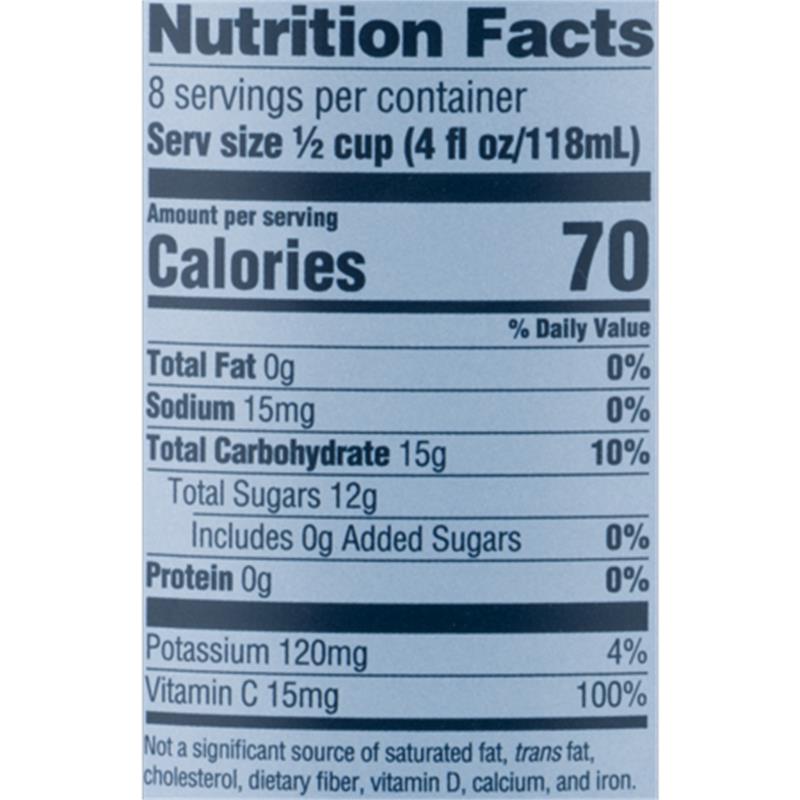 Nutrition Facts
8 servings per container
Serv size ½ cup (4 fl oz/118mL)
Amount per serving
Calories 70
% Daily Value
Total Fat 0g 0%
Sodium 15mg 0%
Total Carbohydrate 15g 10%
Total Sugars 12g
Includes 0g Added Sugars 0%
Protein 0g 0%
Potassium 120mg 4%
Vitamin C 15mg 100%
Not a significant source of saturated fat, trans fat,
cholesterol, dietary fiber, vitamin D, calcium, and iron.